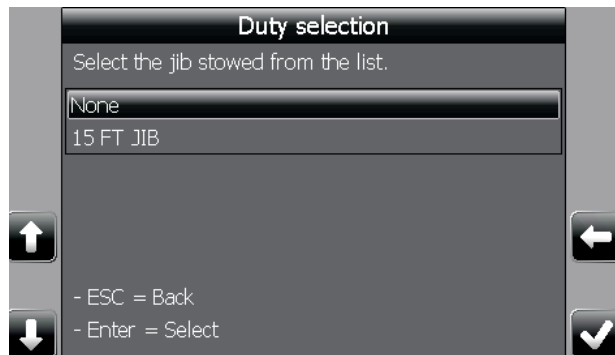 Duty selection
Select the jib stowed from the list.
None
15 FT JIB
- ESC = Back
- Enter = Select